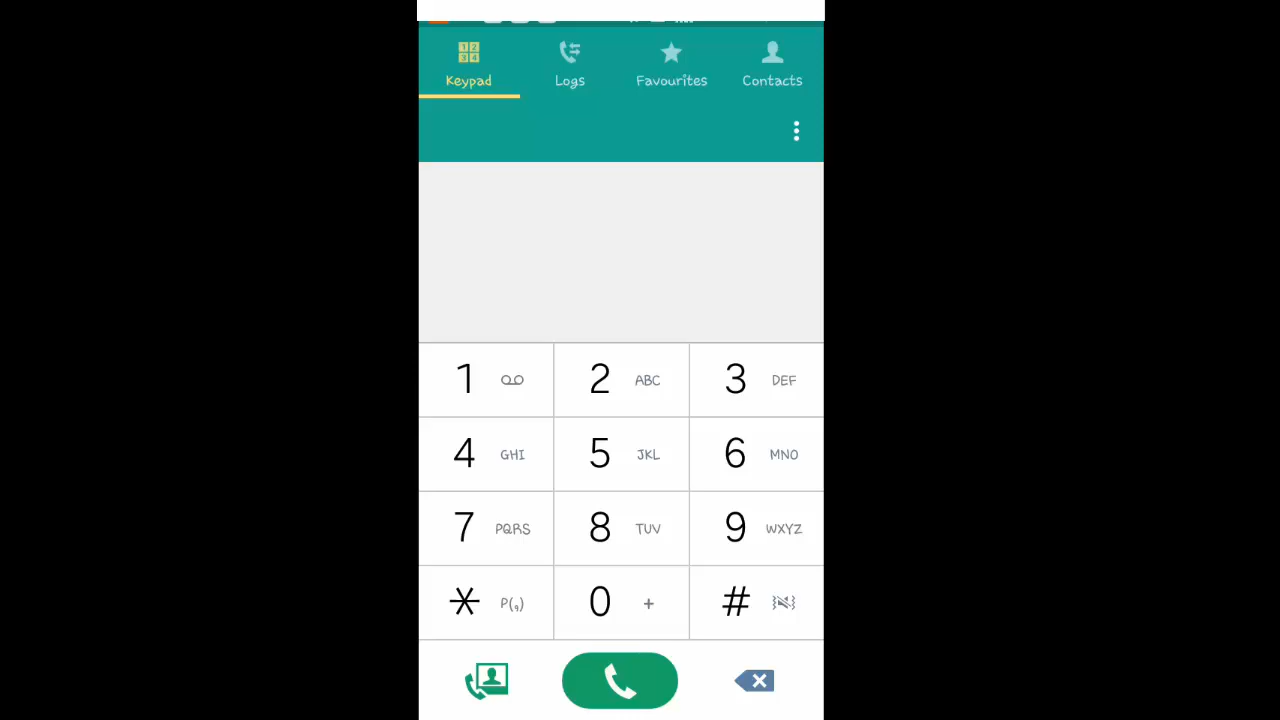 Keypad Logs Favourites Contacts
1 2 ABC 3 DEF
4 GHI 5 JKL 6 MNO
7 PQRS 8 TUV 9 WXYZ
* P(,) 0 + #